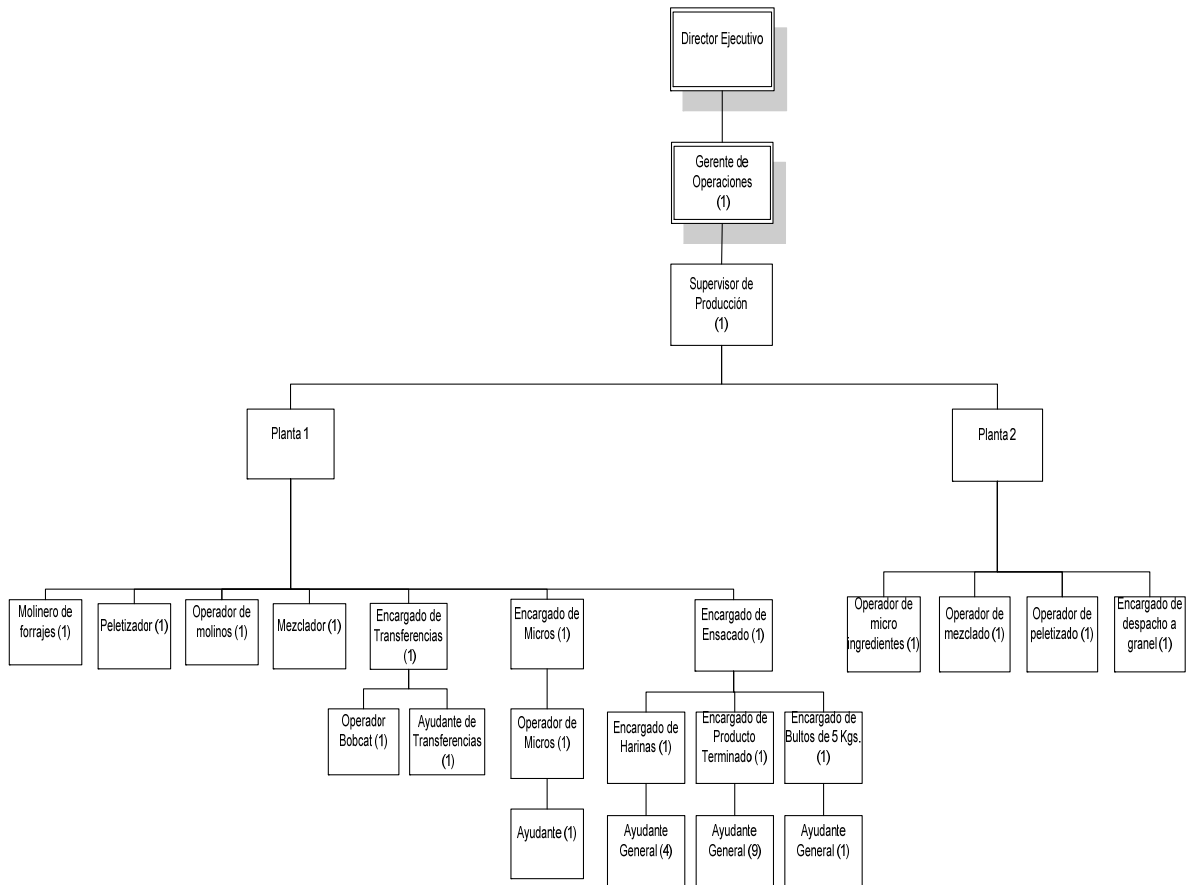 Director Ejecutivo
Gerente de
Operaciones
(1)
Supervisor de
Producción
(1)
Planta 1
Planta 2
Molinero de
forrajes (1)
Peletizador (1)
Operador de
molinos (1)
Mezclador (1)
Encargado de
Transferencias
(1)
Encargado de
Micros (1)
Encargado de
Ensacado (1)
Operador de
micro
ingredientes (1)
Operador de
mezclado (1)
Operador de
peletizado (1)
Encargado de
despacho a
granel (1)
Operador
Bobcat (1)
Ayudante de
Transferencias
(1)
Operador de
Micros (1)
Encargado de
Harinas (1)
Encargado de
Producto
Terminado (1)
Encargado de
Bultos de 5 Kgs.
(1)
Ayudante (1)
Ayudante
General (4)
Ayudante
General (9)
Ayudante
General (1)